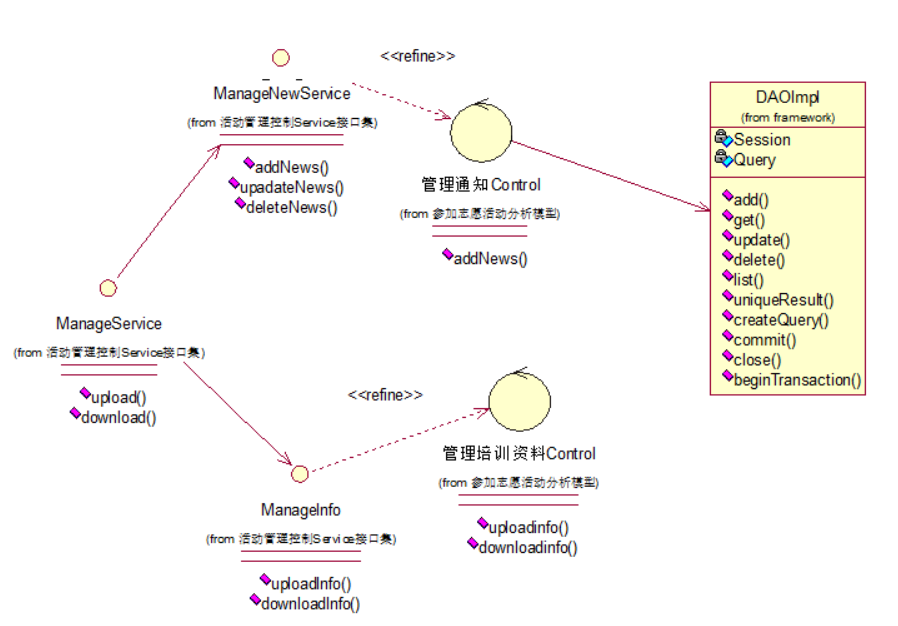 <<refine>>
ManageNewService
(from 活动管理控制Service接口集)
addNews()
upadateNews()
deleteNews()
管理通知Control
(from 参加志愿活动分析模型)
addNews()
DAOImpl
(from framework)
Session
Query
add()
get()
update()
delete()
list()
uniqueResult()
createQuery()
commit()
close()
beginTransaction()
ManageService
(from 活动管理控制Service接口集)
upload()
download()
<<refine>>
管理培训资料Control
(from 参加志愿活动分析模型)
uploadinfo()
downloadinfo()
ManageInfo
(from 活动管理控制Service接口集)
uploadInfo()
downloadInfo()